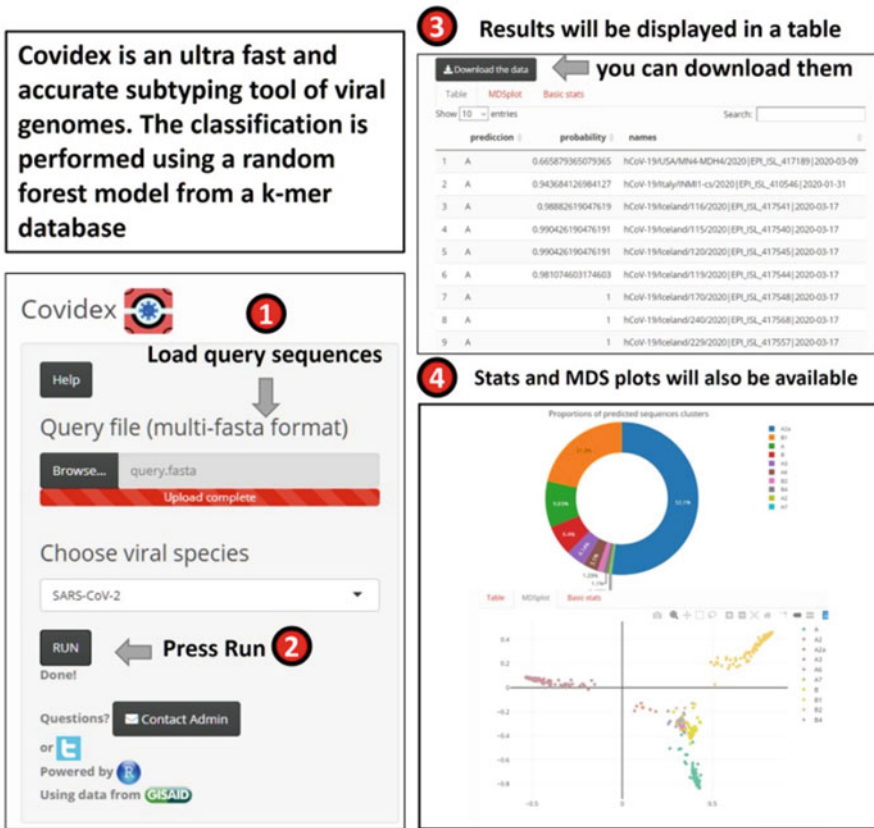 Covidex is an ultra fast and
accurate subtyping tool of viral
genomes. The classification is
performed using a random
forest model from a k-mer
database
Covidex
1
Load query sequences
Help
Query file (multi-fasta format)
Browse... query.fasta
Upload complete
Choose viral species
SARS-CoV-2
RUN Press Run 2
Done!
Questions? Contact Admin
or
Powered by R
Using data from GISAID
3 Results will be displayed in a table
Download the data you can download them
Table MDSplot Basic stats
Show 10 entries Search:
prediccion probability names
1 A 0.665879365079365 hCoV-19/USA/MN4-MDH4/2020|EPI_ISL_417189|2020-03-09
2 A 0.943684126984127 hCoV-19/Italy/INMI1-cs/2020|EPI_ISL_410546|2020-01-31
3 A 0.98882619047619 hCoV-19/Iceland/116/2020|EPI_ISL_417541|2020-03-17
4 A 0.990426190476191 hCoV-19/Iceland/115/2020|EPI_ISL_417540|2020-03-17
5 A 0.990426190476191 hCoV-19/Iceland/120/2020|EPI_ISL_417545|2020-03-17
6 A 0.981074603174603 hCoV-19/Iceland/119/2020|EPI_ISL_417544|2020-03-17
7 A 1 hCoV-19/Iceland/170/2020|EPI_ISL_417548|2020-03-17
8 A 1 hCoV-19/Iceland/240/2020|EPI_ISL_417568|2020-03-17
9 A 1 hCoV-19/Iceland/229/2020|EPI_ISL_417557|2020-03-17
4 Stats and MDS plots will also be available
Proportions of predicted sequences clusters
A2a
B1
A
B
A3
A6
B2
B4
A2
A7
Table MDSplot Basic stats
0.4
0.2
0
−0.2
−0.4
−0.6
−0.8
−0.5 0 0.5
A
A2
A2a
A3
A6
A7
B
B1
B2
B4